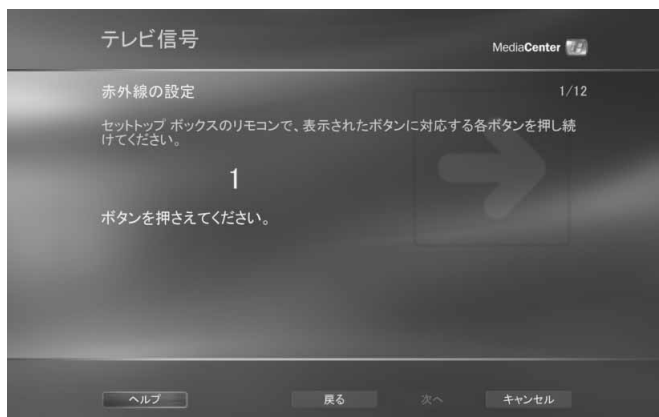 テレビ信号
MediaCenter
赤外線の設定
1/12
セットトップ ボックスのリモコンで、表示されたボタンに対応する各ボタンを押し続
けてください。
1
ボタンを押さえてください。
ヘルプ
戻る
次へ
キャンセル